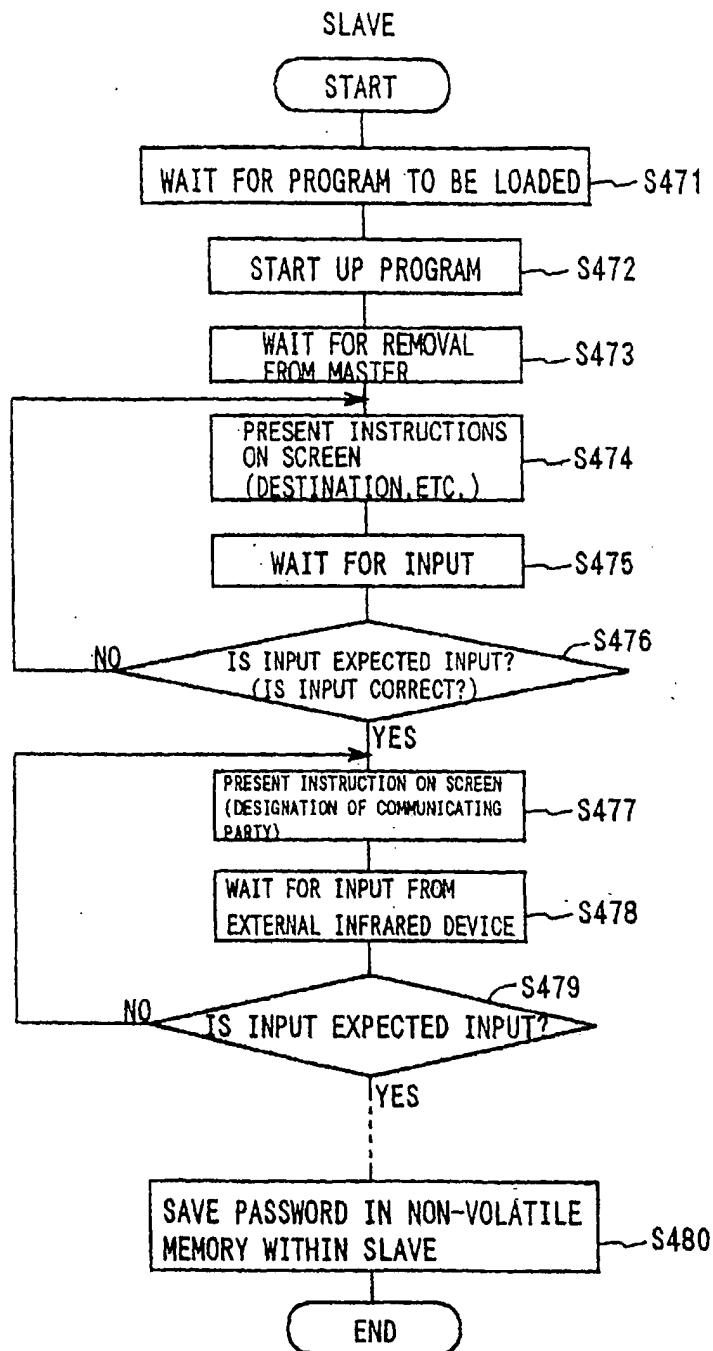 SLAVE
START
WAIT FOR PROGRAM TO BE LOADED
S471
START UP PROGRAM
S472
WAIT FOR REMOVAL
FROM MASTER
S473
PRESENT INSTRUCTIONS
ON SCREEN
(DESTINATION,ETC.)
S474
WAIT FOR INPUT
S475
S476
NO
IS INPUT EXPECTED INPUT?
(IS INPUT CORRECT?)
YES
PRESENT INSTRUCTION ON SCREEN
(DESIGNATION OF COMMUNICATING
PARTY)
S477
WAIT FOR INPUT FROM
EXTERNAL INFRARED DEVICE
S478
S479
NO
IS INPUT EXPECTED INPUT?
YES
SAVE PASSWORD IN NON-VOLATILE
MEMORY WITHIN SLAVE
S480
END